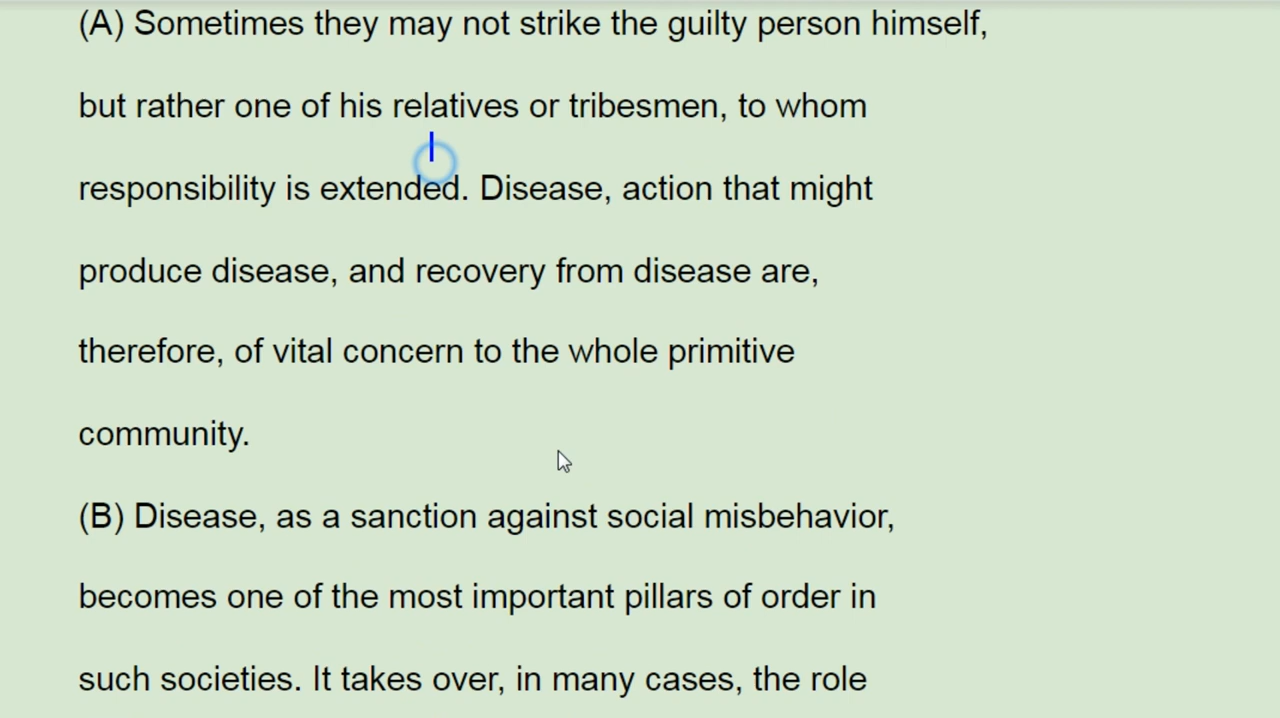 (A) Sometimes they may not strike the guilty person himself,
but rather one of his relatives or tribesmen, to whom
responsibility is extended. Disease, action that might
produce disease, and recovery from disease are,
therefore, of vital concern to the whole primitive
community.
(B) Disease, as a sanction against social misbehavior,
becomes one of the most important pillars of order in
such societies. It takes over, in many cases, the role